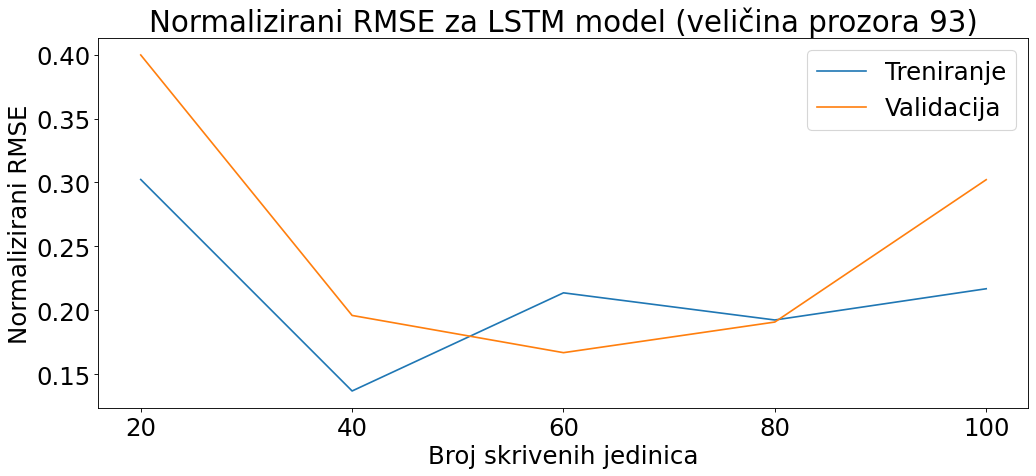 Normalizirani RMSE za LSTM model (veličina prozora 93)
Treniranje
Validacija
Normalizirani RMSE
0.40
0.35
0.30
0.25
0.20
0.15
20 40 60 80 100
Broj skrivenih jedinica